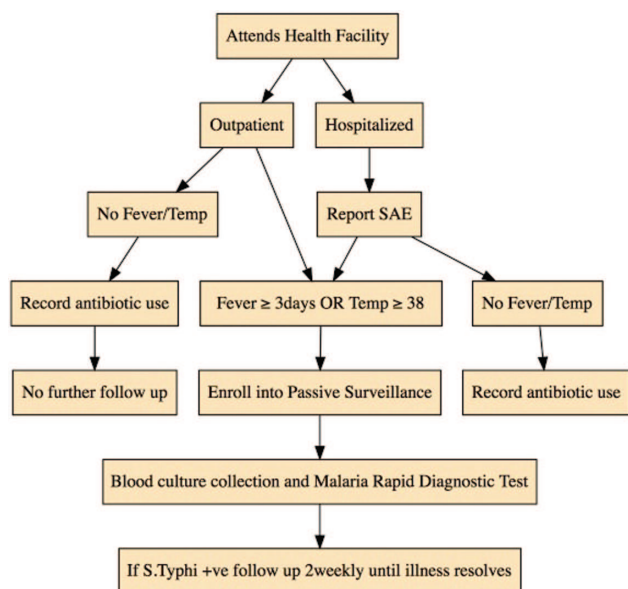 Attends Health Facility
Outpatient
Hospitalized
No Fever/Temp
Report SAE
Record antibiotic use
Fever ≥ 3days OR Temp ≥ 38
No Fever/Temp
No further follow up
Enroll into Passive Surveillance
Record antibiotic use
Blood culture collection and Malaria Rapid Diagnostic Test
If S.Typhi +ve follow up 2weekly until illness resolves